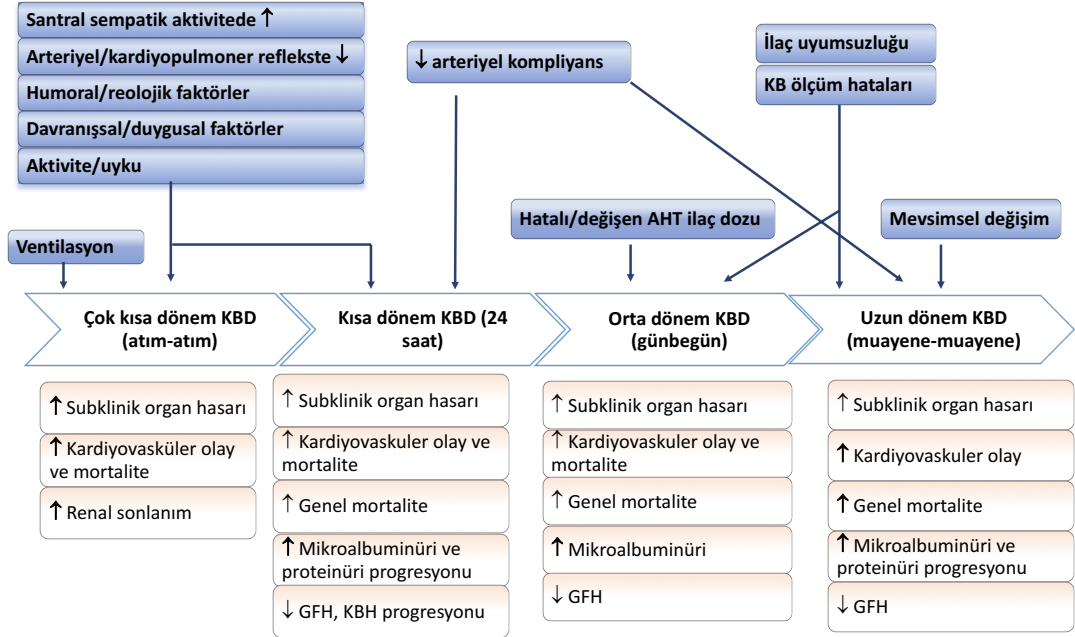 Santral sempatik aktivitede ↑
Arteriyel/kardiyopulmoner reflekste ↓
Humoral/reolojik faktörler
Davranışsal/duygusal faktörler
Aktivite/uyku
↓ arteriyel kompliyans
İlaç uyumsuzluğu
KB ölçüm hataları
Ventilasyon
Hatalı/değişen AHT ilaç dozu
Mevsimsel değişim
Çok kısa dönem KBD
(atım-atım)
Kısa dönem KBD (24
saat)
Orta dönem KBD
(günbegün)
Uzun dönem KBD
(muayene-muayene)
↑ Subklinik organ hasarı
↑ Kardiyovasküler olay
ve mortalite
↑ Renal sonlanım
↑ Subklinik organ hasarı
↑ Kardiyovaskuler olay ve
mortalite
↑ Genel mortalite
↑ Mikroalbuminüri ve
proteinüri progresyonu
↓ GFH, KBH progresyonu
↑ Subklinik organ hasarı
↑ Kardiyovaskuler olay ve
mortalite
↑ Genel mortalite
↑ Mikroalbuminüri
↓ GFH
↑ Subklinik organ hasarı
↑ Kardiyovaskuler olay
↑ Genel mortalite
↑ Mikroalbuminüri ve
proteinüri progresyonu
↓ GFH